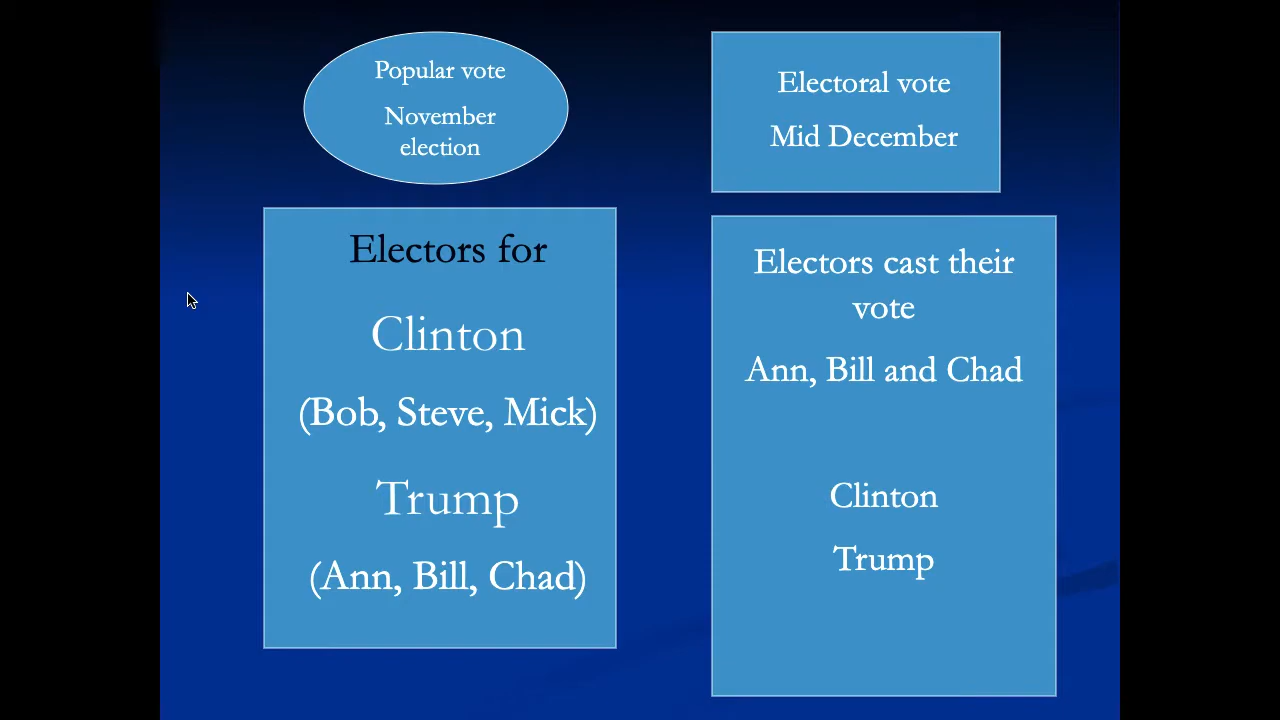 Popular vote
November
election
Electors for
Clinton
(Bob, Steve, Mick)
Trump
(Ann, Bill, Chad)
Electoral vote
Mid December
Electors cast their
vote
Ann, Bill and Chad
Clinton
Trump